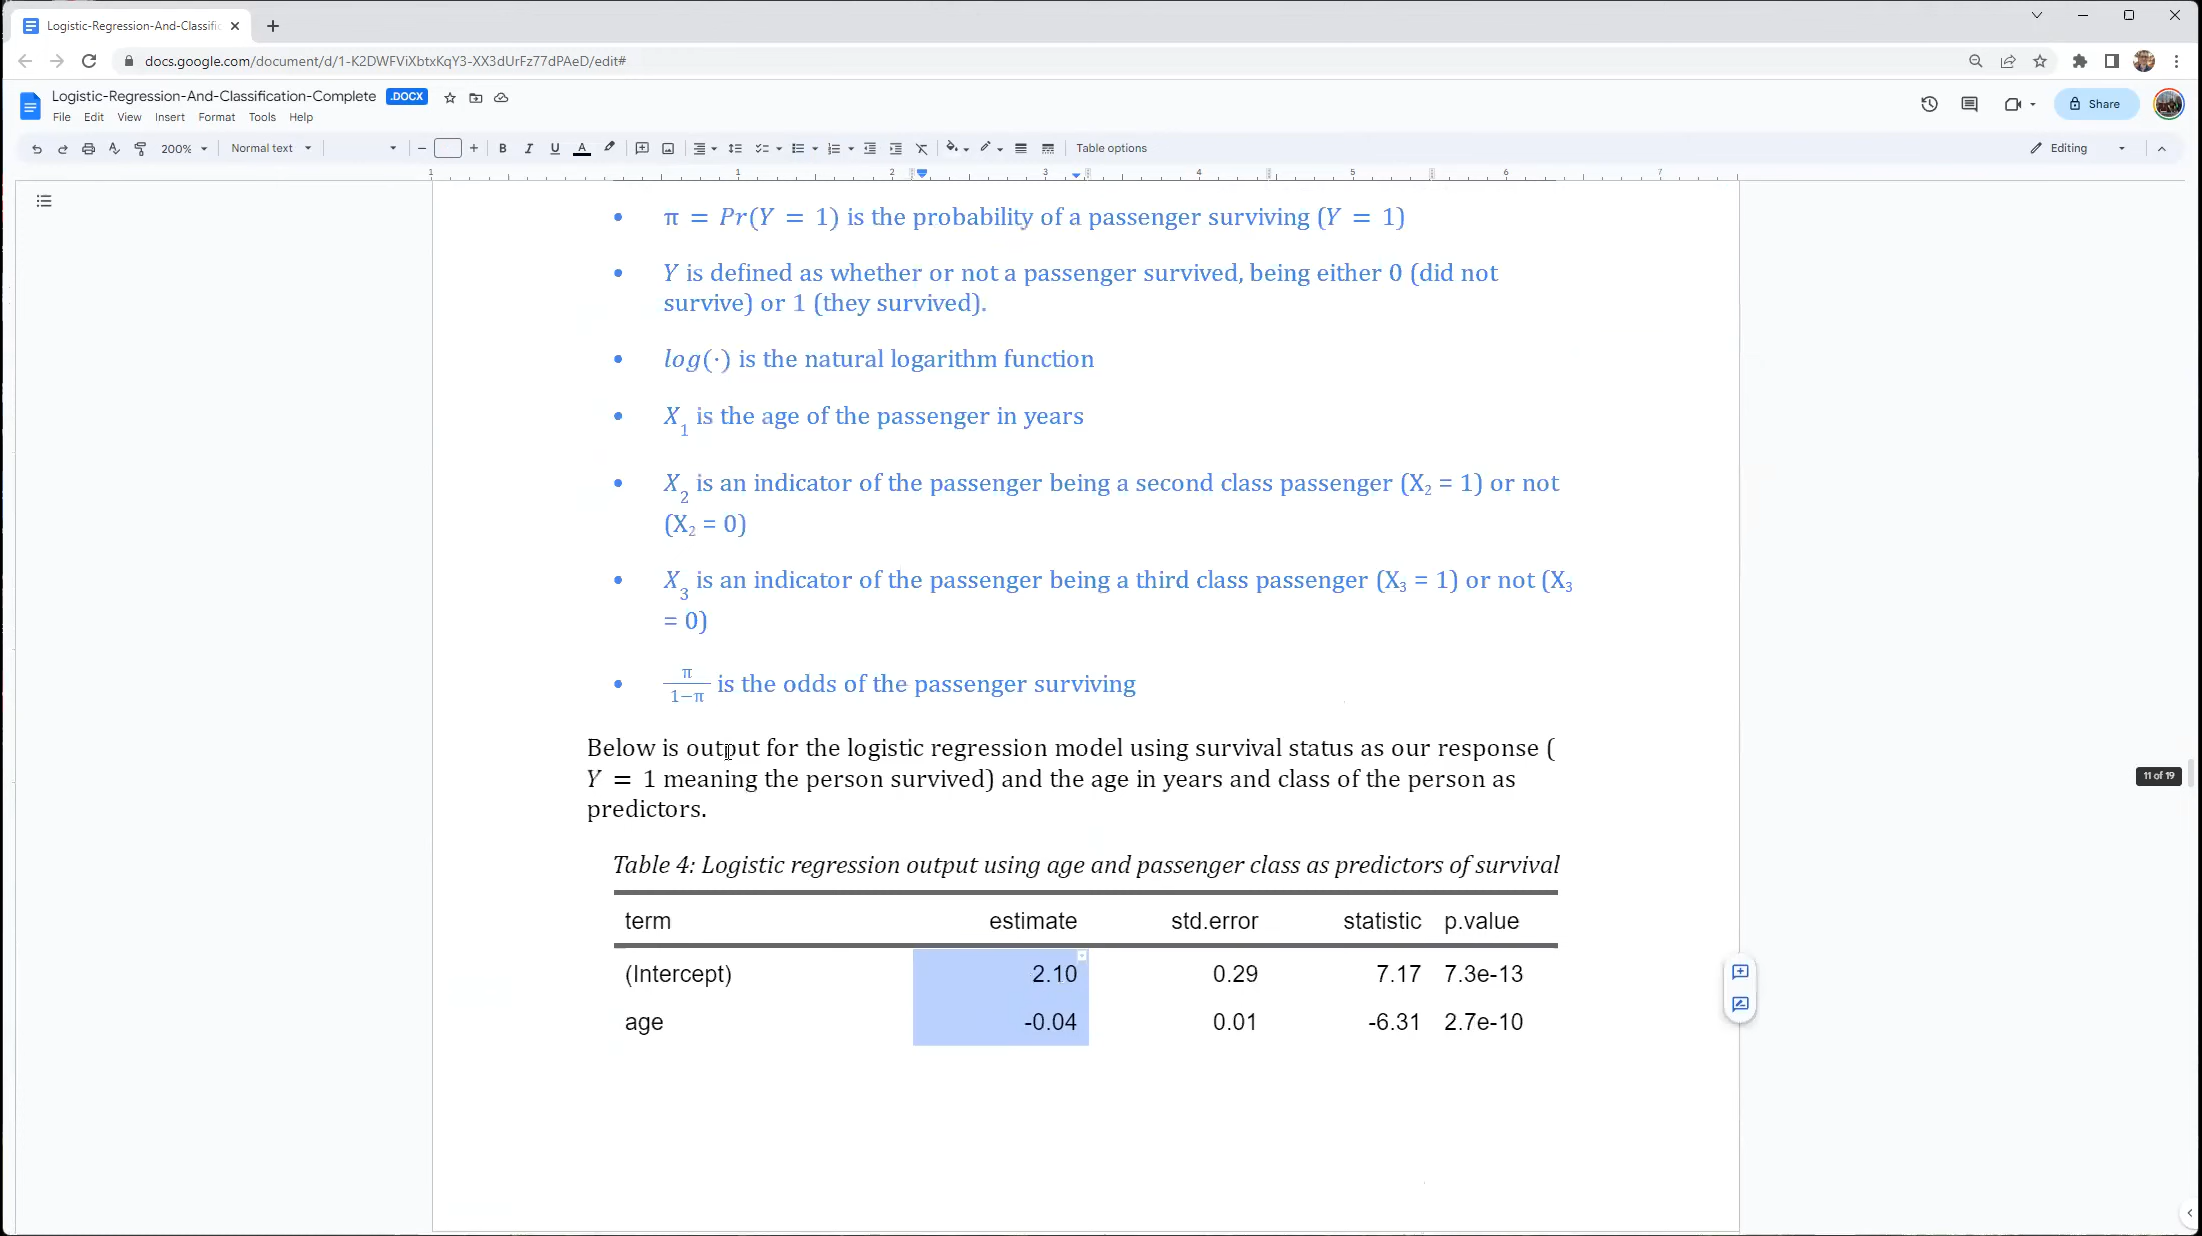 Logistic-Regression-And-Classific
docs.google.com/document/d/1-K2DWFViXbtxKqY3-XX3dUrFz77dPAeD/edit#
Logistic-Regression-And-Classification-Complete .DOCX
Share
File Edit View Insert Format Tools Help
200% Normal text − + B I U A Table options Editing
1 1 2 3 4 5 6 7
• π = Pr(Y = 1) is the probability of a passenger surviving (Y = 1)
• Y is defined as whether or not a passenger survived, being either 0 (did not
survive) or 1 (they survived).
• log(·) is the natural logarithm function
• X₁ is the age of the passenger in years
• X₂ is an indicator of the passenger being a second class passenger (X₂ = 1) or not
(X₂ = 0)
• X₃ is an indicator of the passenger being a third class passenger (X₃ = 1) or not (X₃
= 0)
• π/1−π is the odds of the passenger surviving
Below is output for the logistic regression model using survival status as our response (
Y = 1 meaning the person survived) and the age in years and class of the person as
predictors.
11 of 19
Table 4: Logistic regression output using age and passenger class as predictors of survival
term estimate std.error statistic p.value
(Intercept) 2.10 0.29 7.17 7.3e-13
age -0.04 0.01 -6.31 2.7e-10